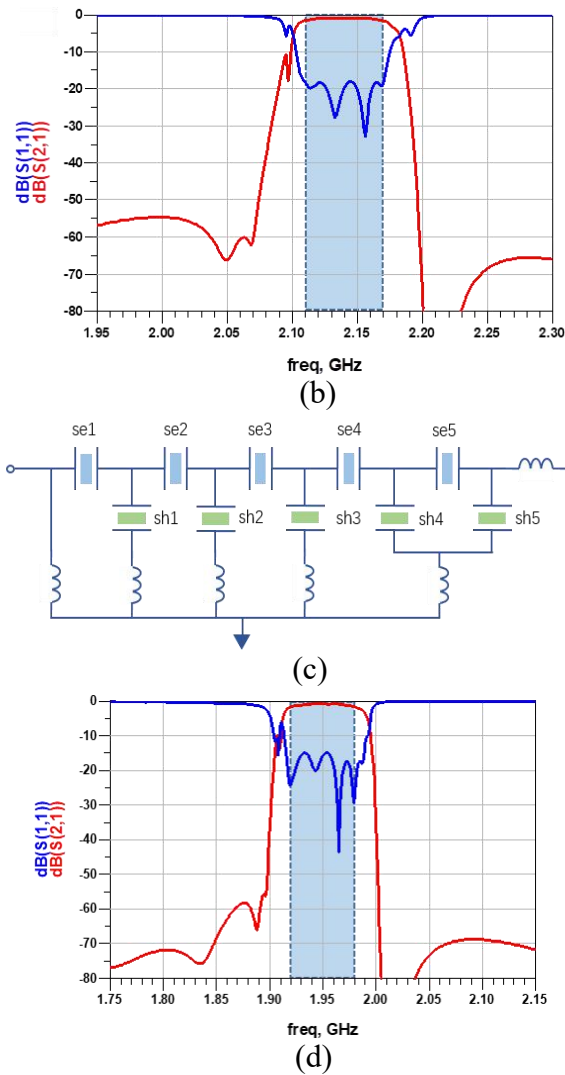 0
-10
-20
-30
-40
-50
-60
-70
-80
dB(S(1,1))
dB(S(2,1))
1.95 2.00 2.05 2.10 2.15 2.20 2.25 2.30
freq, GHz
(b)
se1 se2 se3 se4 se5
sh1 sh2 sh3 sh4 sh5
(c)
0
-10
-20
-30
-40
-50
-60
-70
-80
dB(S(1,1))
dB(S(2,1))
1.75 1.80 1.85 1.90 1.95 2.00 2.05 2.10 2.15
freq, GHz
(d)